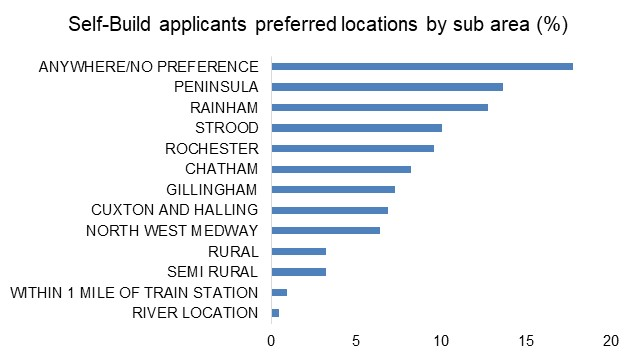 Self-Build applicants preferred locations by sub area (%)
ANYWHERE/NO PREFERENCE
PENINSULA
RAINHAM
STROOD
ROCHESTER
CHATHAM
GILLINGHAM
CUXTON AND HALLING
NORTH WEST MEDWAY
RURAL
SEMI RURAL
WITHIN 1 MILE OF TRAIN STATION
RIVER LOCATION
0 5 10 15 20